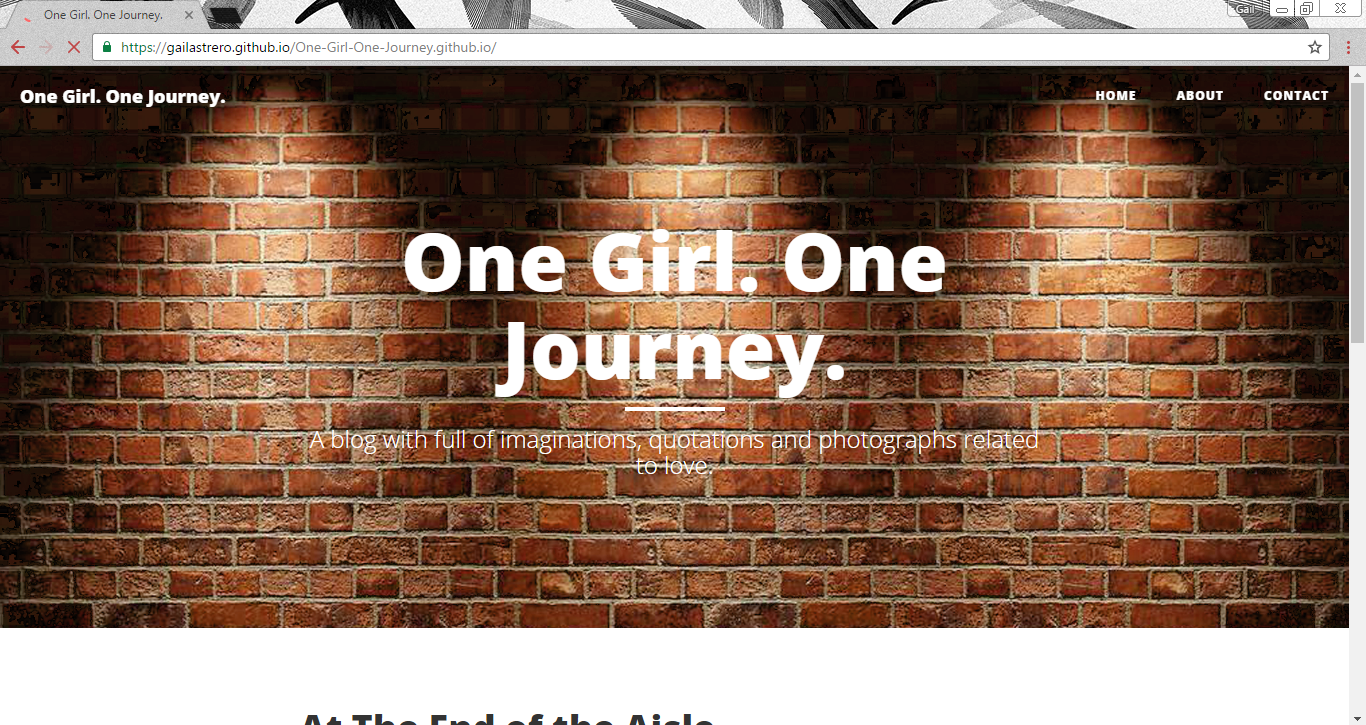 One Girl. One Journey.
Gail
https://gailastrero.github.io/One-Girl-One-Journey.github.io/
One Girl. One Journey.
HOME ABOUT CONTACT
One Girl. One
Journey.
A blog with full of imaginations, quotations and photographs related
to love.
At The End of the Aisle